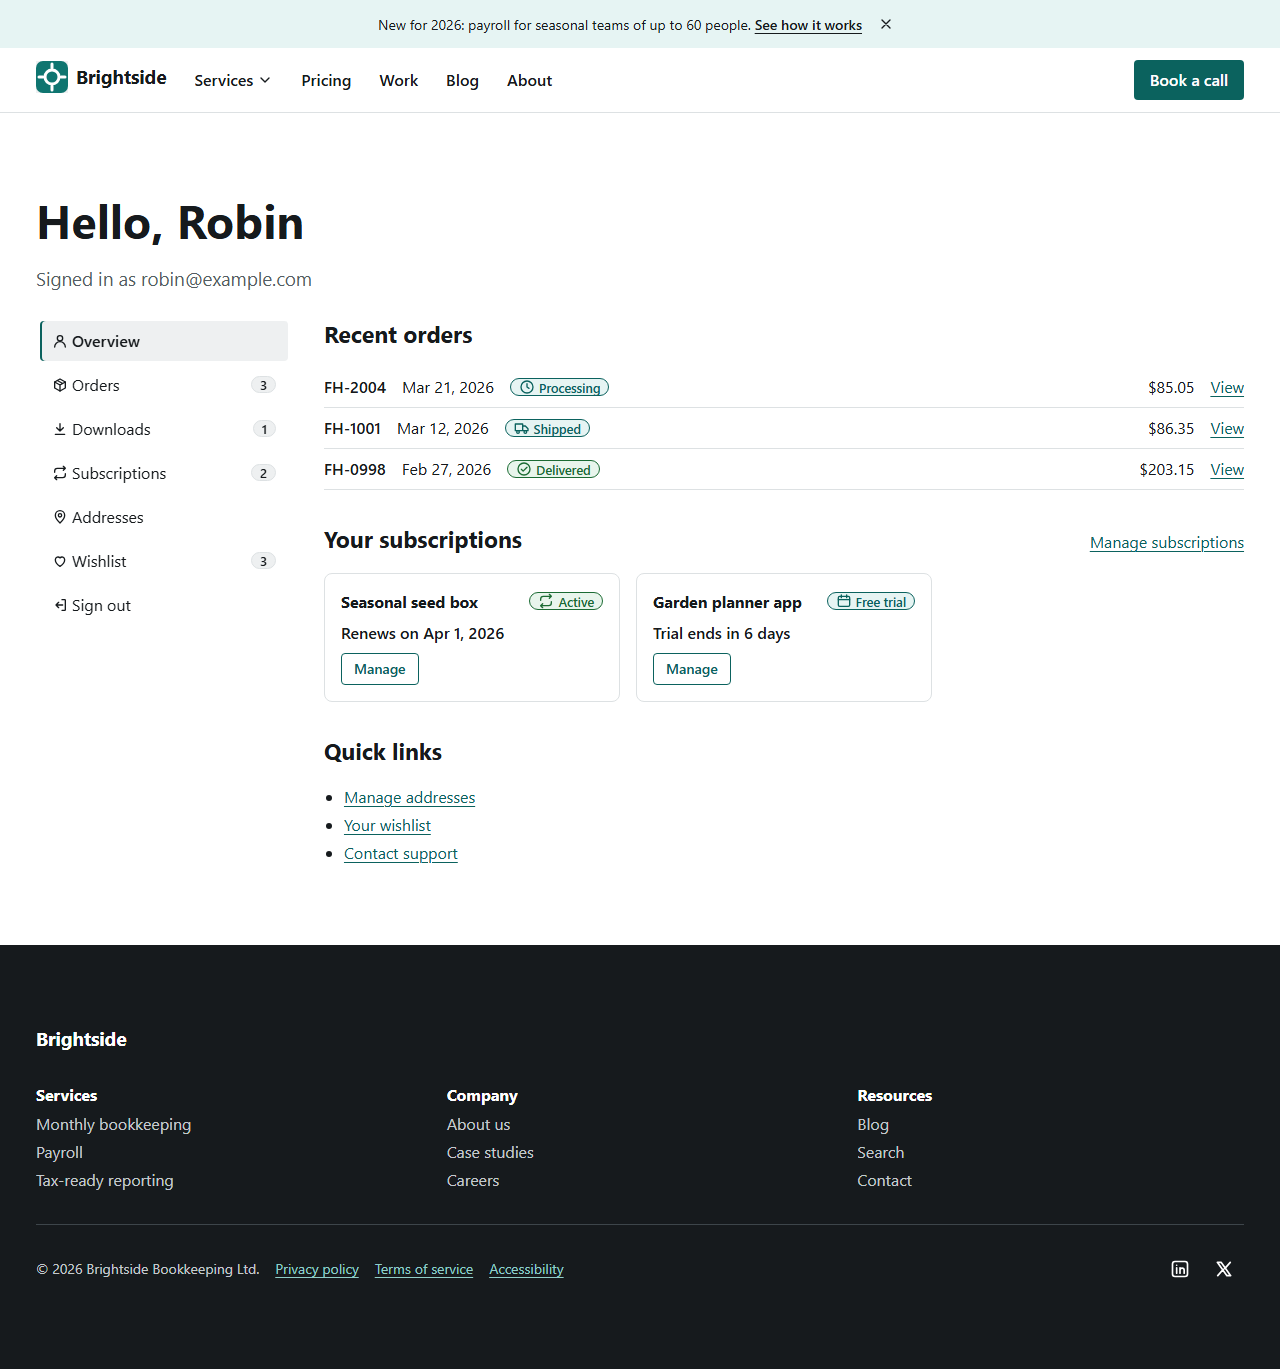 New for 2026: payroll for seasonal teams of up to 60 people. See how it works
Brightside Services Pricing Work Blog About Book a call
Hello, Robin
Signed in as robin@example.com
Overview
Orders 3
Downloads 1
Subscriptions 2
Addresses
Wishlist 3
Sign out
Recent orders
FH-2004 Mar 21, 2026 Processing $85.05 View
FH-1001 Mar 12, 2026 Shipped $86.35 View
FH-0998 Feb 27, 2026 Delivered $203.15 View
Your subscriptions Manage subscriptions
Seasonal seed box Active
Renews on Apr 1, 2026
Manage
Garden planner app Free trial
Trial ends in 6 days
Manage
Quick links
Manage addresses
Your wishlist
Contact support
Brightside
Services
Monthly bookkeeping
Payroll
Tax-ready reporting
Company
About us
Case studies
Careers
Resources
Blog
Search
Contact
© 2026 Brightside Bookkeeping Ltd. Privacy policy Terms of service Accessibility